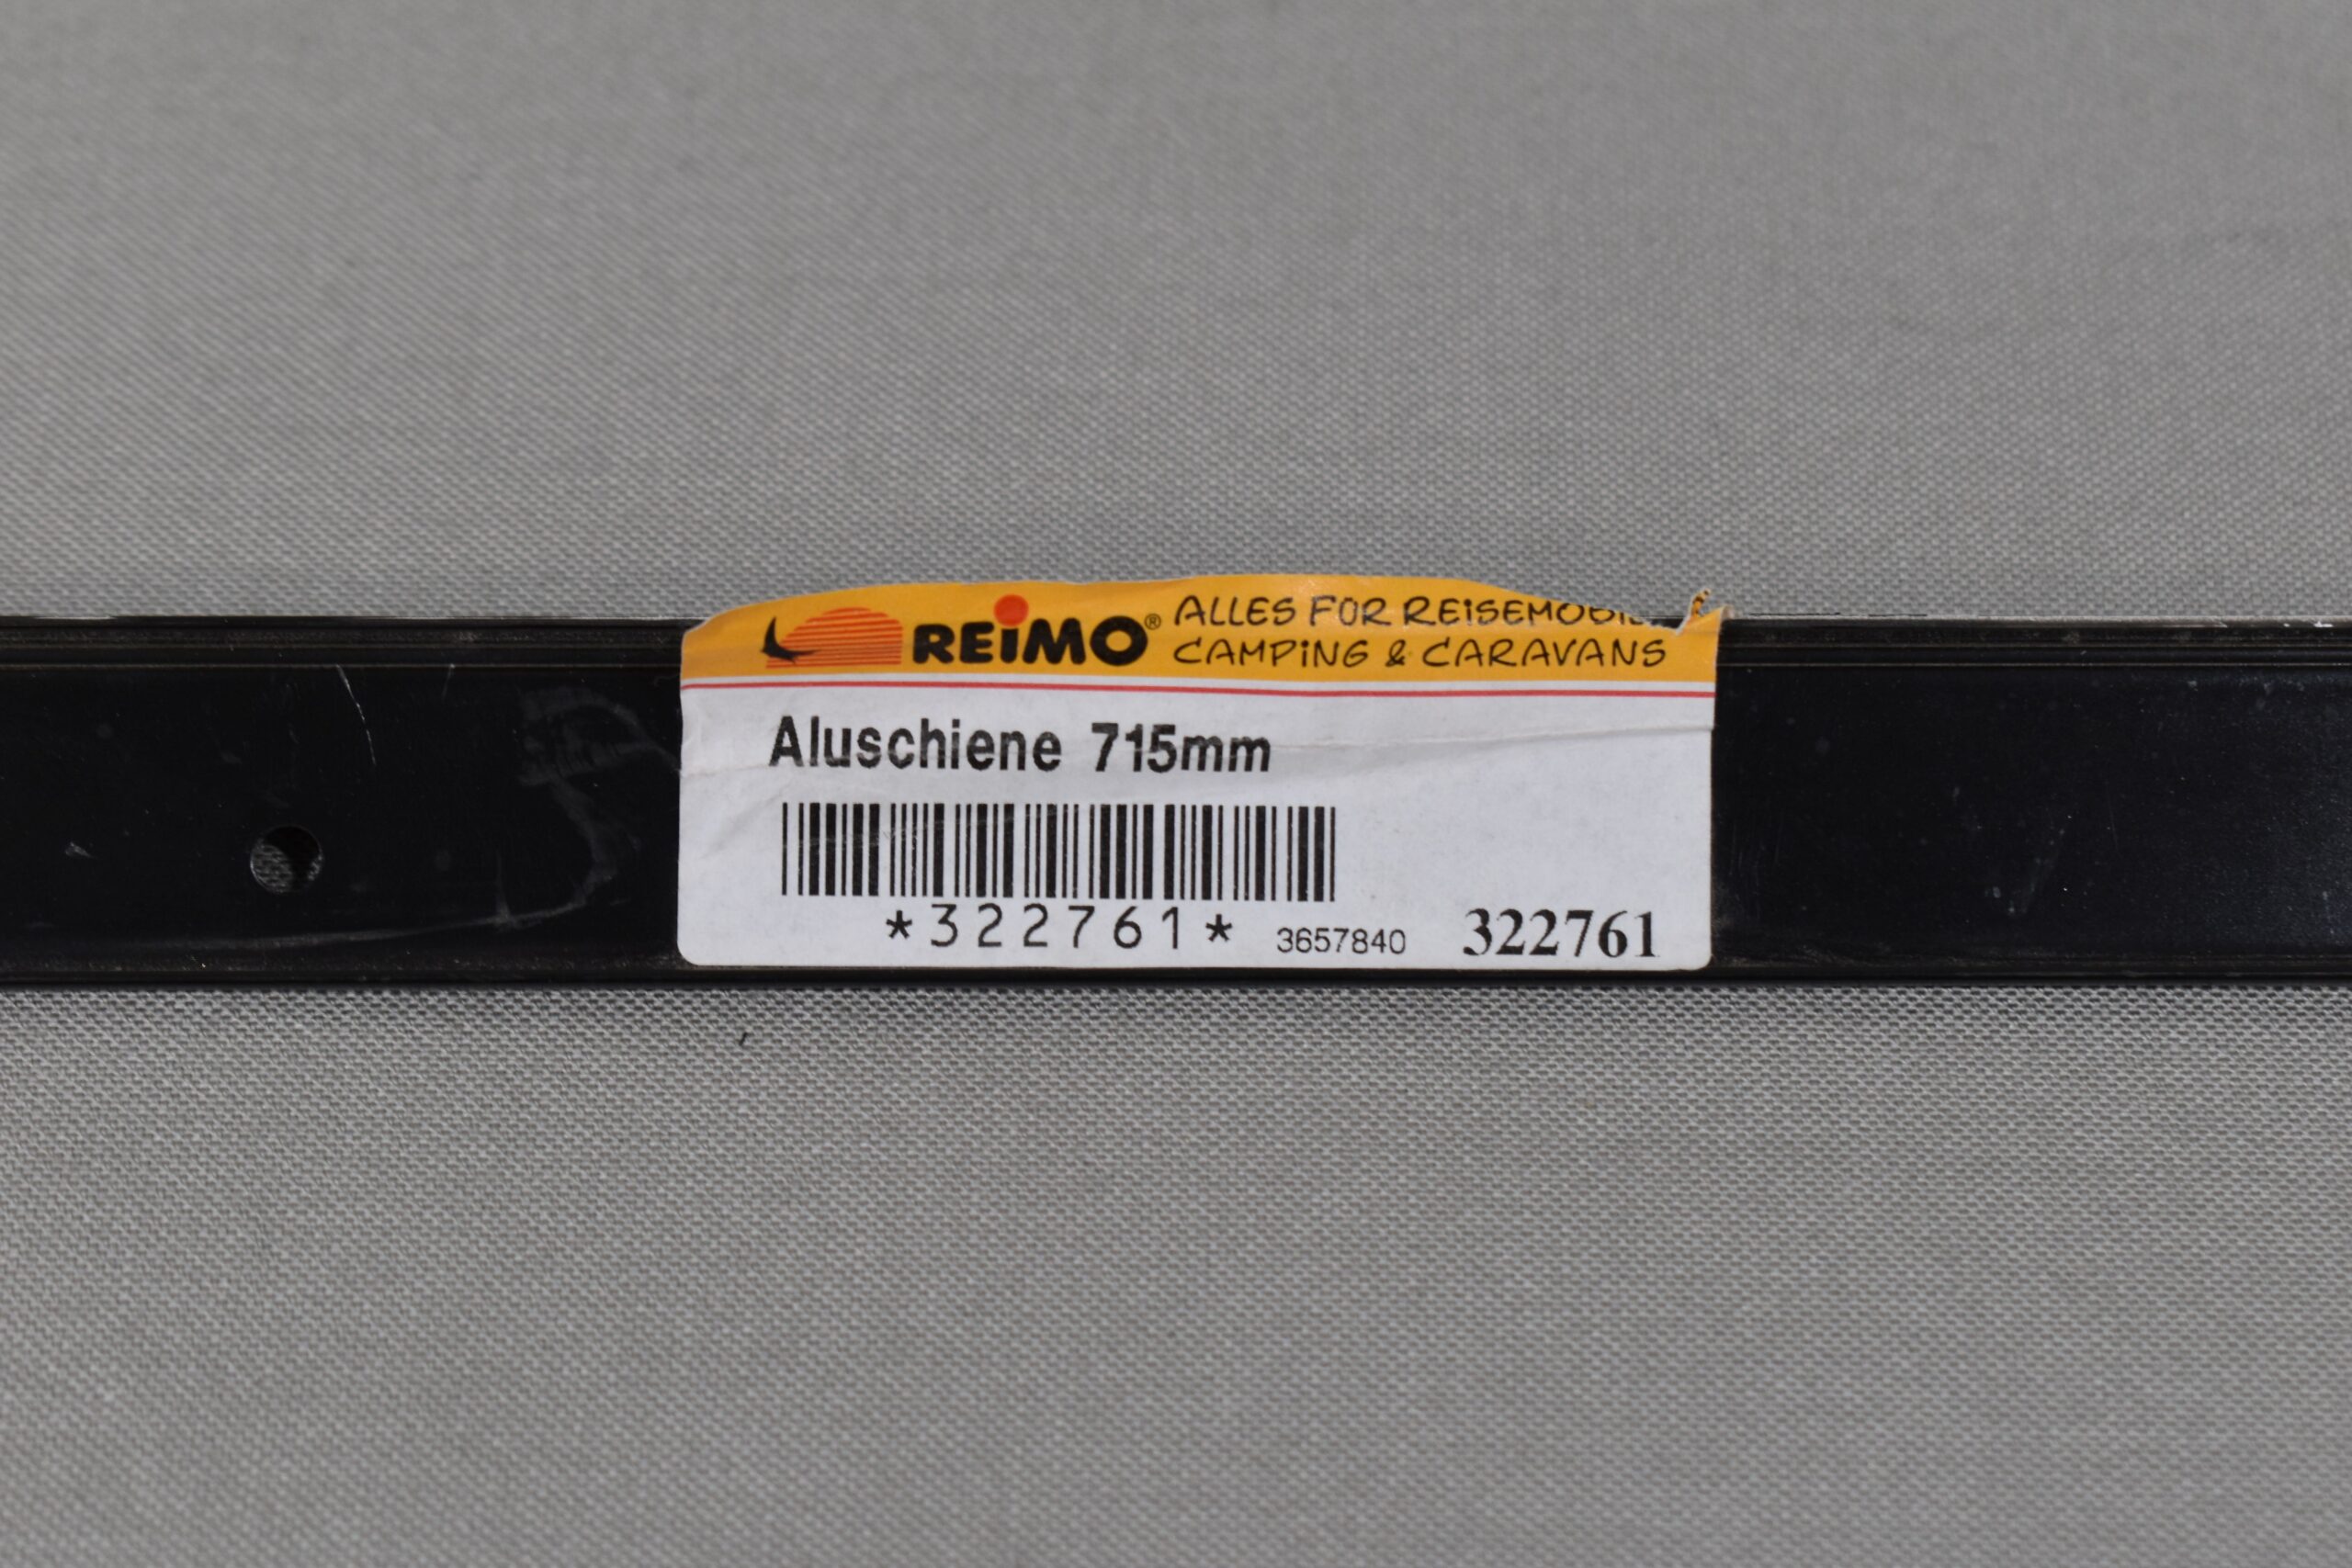 REiMO® ALLES FÜR REISEMOBIL
CAMPING & CARAVANS
Aluschiene 715mm
*322761* 3657840 322761